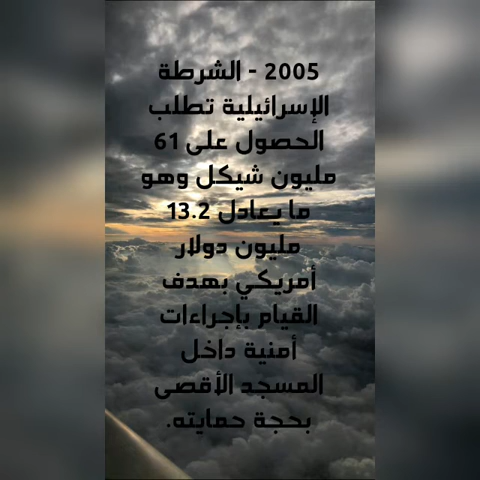 2005 - الشرطة
الإسرائيلية تطلب
الحصول على 61
مليون شيكل وهو
ما يعادل 13.2
مليون دولار
أمريكي بهدف
القيام بإجراءات
أمنية داخل
المسجد الأقصى
بحجة حمايته.